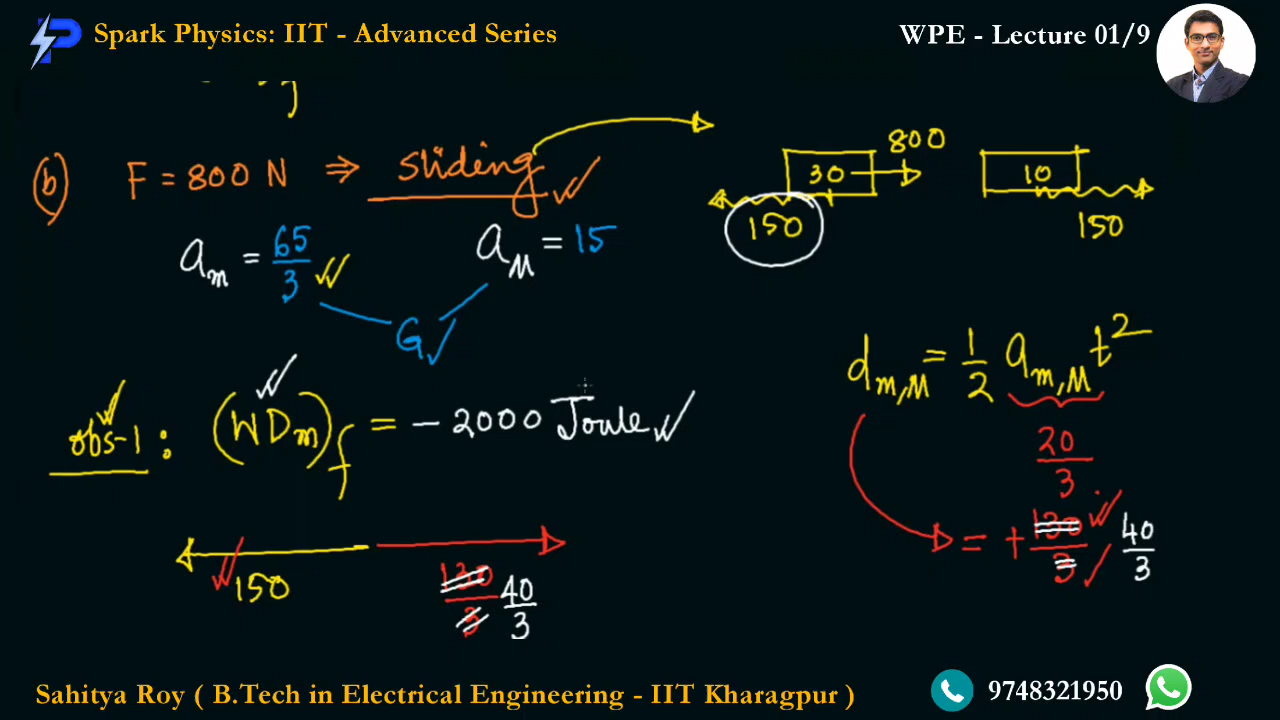 Spark Physics: IIT - Advanced Series
WPE - Lecture 01/9
(b) F = 800 N ⇒ sliding
30 800
150
10
150
a_m = 65/3
a_M = 15
G
d_m,M = 1/2 a_m,M t²
20/3
= + 130/3 40/3
obs-1 : (WD_m)_f = - 2000 Joule
150
130/3 40/3
Sahitya Roy ( B.Tech in Electrical Engineering - IIT Kharagpur )
9748321950